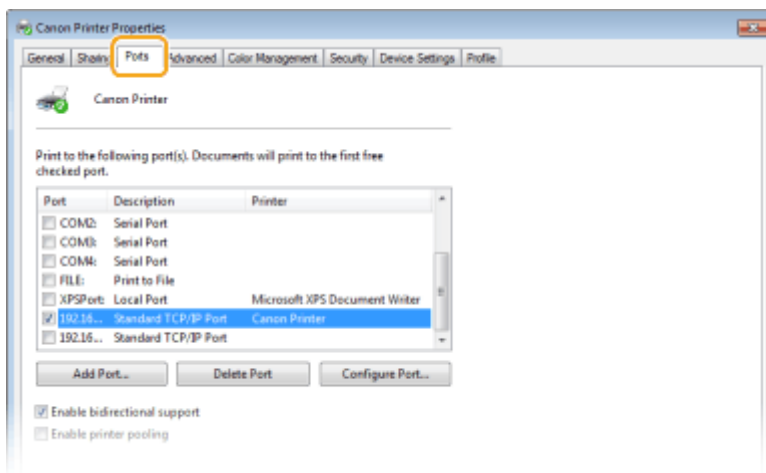 Canon Printer Properties
General Sharing Ports Advanced Color Management Security Device Settings Profile
Canon Printer
Print to the following port(s). Documents will print to the first free
checked port.
Port Description Printer
COM2: Serial Port
COM3: Serial Port
COM4: Serial Port
FILE: Print to File
XPSPort: Local Port Microsoft XPS Document Writer
192.16... Standard TCP/IP Port Canon Printer
192.16... Standard TCP/IP Port
Add Port... Delete Port Configure Port...
Enable bidirectional support
Enable printer pooling